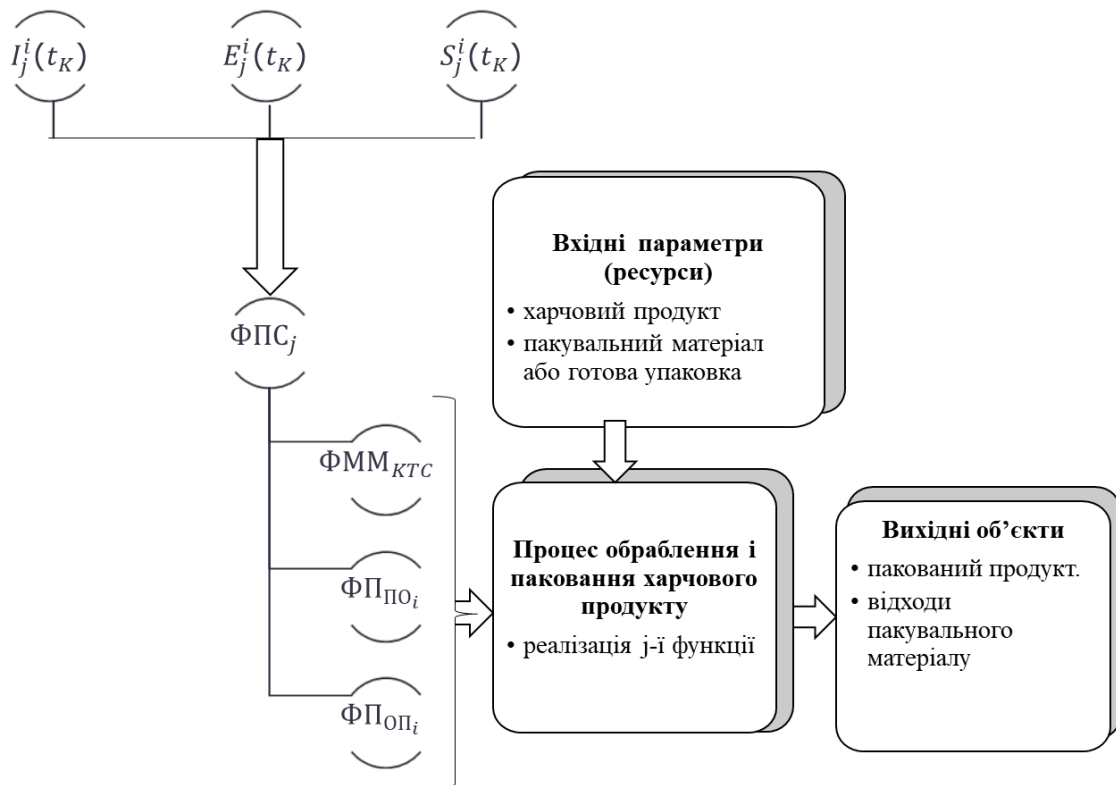 I_j^i(t_K) E_j^i(t_K) S_j^i(t_K)
ФПС_j
ФММ_КТС
ФП_ПО_i
ФП_ОП_i
Вхідні параметри
(ресурси)
• харчовий продукт
• пакувальний матеріал
або готова упаковка
Процес обраблення і
паковання харчового
продукту
• реалізація j-ї функції
Вихідні об’єкти
• пакований продукт.
• відходи
пакувального
матеріалу